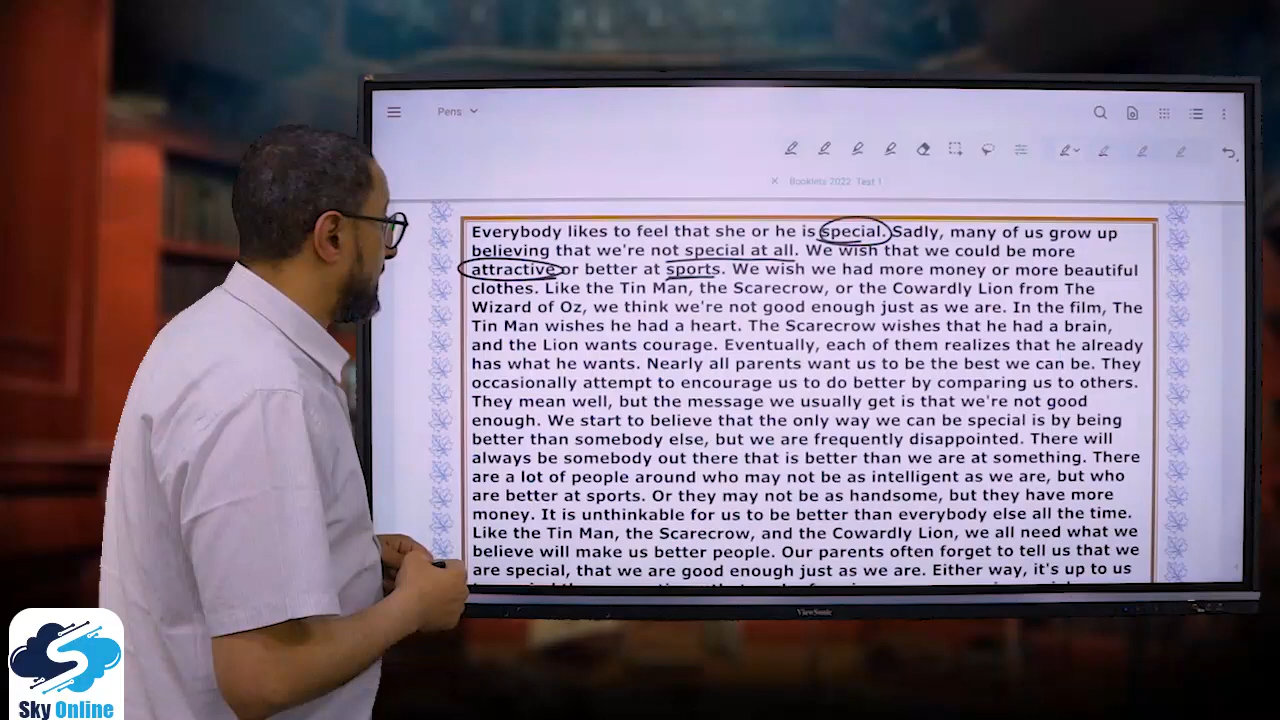 Pens
Booklets 2022 Test 1
Everybody likes to feel that she or he is special. Sadly, many of us grow up
believing that we're not special at all. We wish that we could be more
attractive or better at sports. We wish we had more money or more beautiful
clothes. Like the Tin Man, the Scarecrow, or the Cowardly Lion from The
Wizard of Oz, we think we're not good enough just as we are. In the film, The
Tin Man wishes he had a heart. The Scarecrow wishes that he had a brain,
and the Lion wants courage. Eventually, each of them realizes that he already
has what he wants. Nearly all parents want us to be the best we can be. They
occasionally attempt to encourage us to do better by comparing us to others.
They mean well, but the message we usually get is that we're not good
enough. We start to believe that the only way we can be special is by being
better than somebody else, but we are frequently disappointed. There will
always be somebody out there that is better than we are at something. There
are a lot of people around who may not be as intelligent as we are, but who
are better at sports. Or they may not be as handsome, but they have more
money. It is unthinkable for us to be better than everybody else all the time.
Like the Tin Man, the Scarecrow, and the Cowardly Lion, we all need what we
believe will make us better people. Our parents often forget to tell us that we
are special, that we are good enough just as we are. Either way, it's up to us
ViewSonic
Sky Online